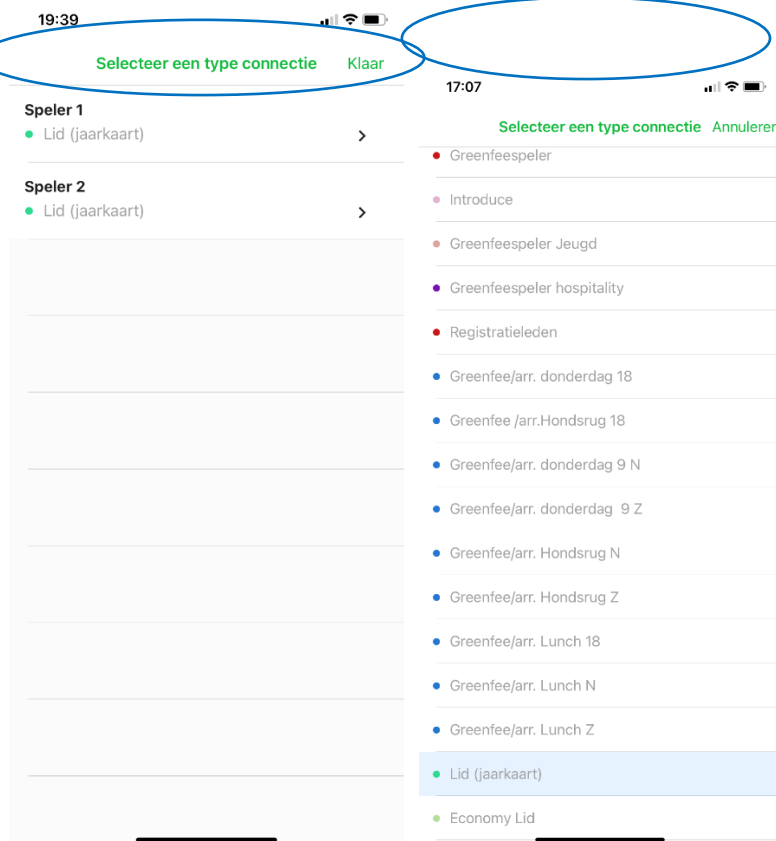 19:39
Selecteer een type connectie Klaar
Speler 1
Lid (jaarkaart)
Speler 2
Lid (jaarkaart)
17:07
Selecteer een type connectie Annuleren
Greenfeespeler
Introduce
Greenfeespeler Jeugd
Greenfeespeler hospitality
Registratieleden
Greenfee/arr. donderdag 18
Greenfee /arr.Hondsrug 18
Greenfee/arr. donderdag 9 N
Greenfee/arr. donderdag  9 Z
Greenfee/arr. Hondsrug N
Greenfee/arr. Hondsrug Z
Greenfee/arr. Lunch 18
Greenfee/arr. Lunch N
Greenfee/arr. Lunch Z
Lid (jaarkaart)
Economy Lid